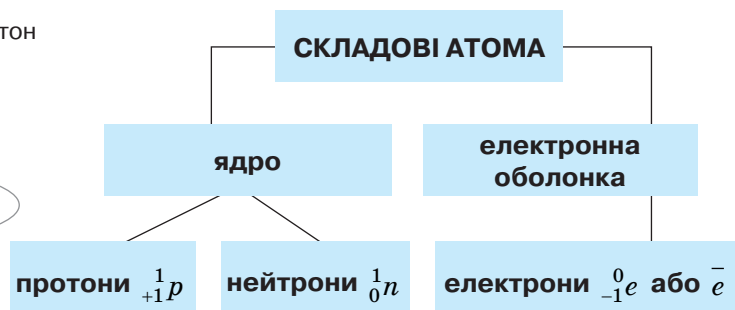 тон
СКЛАДОВІ АТОМА
ядро
електронна
оболонка
протони ¹₊₁p
нейтрони ¹₀n
електрони ⁰₋₁e або e̅